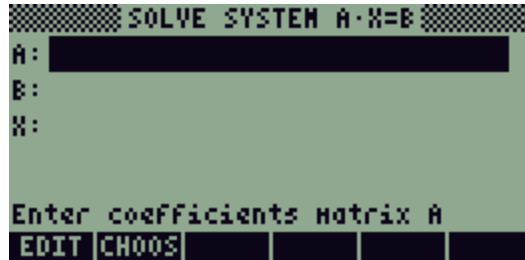 SOLVE SYSTEM A·X=B
A:
B:
X:
Enter coefficients matrix A
EDIT CHOOS